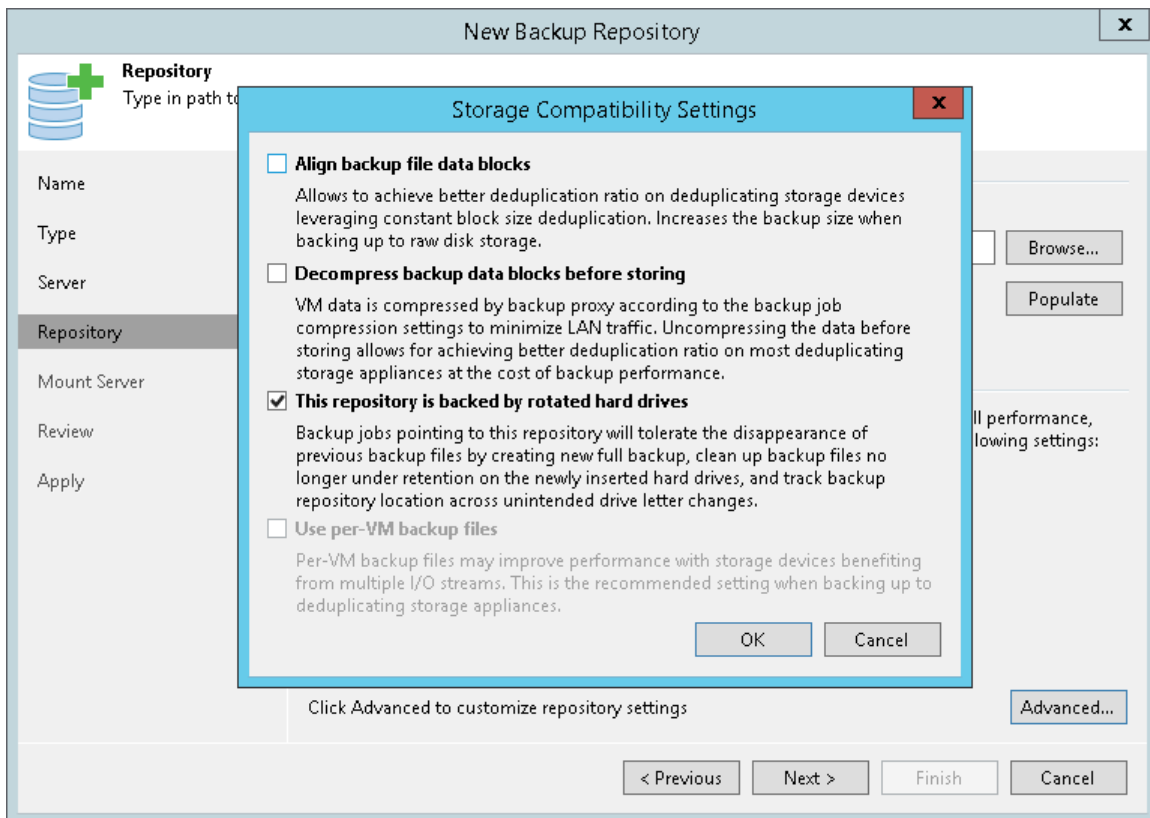 New Backup Repository
x
Repository
Type in path to
Storage Compatibility Settings
x
Name
Type
Server
Repository
Mount Server
Review
Apply
Align backup file data blocks
Allows to achieve better deduplication ratio on deduplicating storage devices
leveraging constant block size deduplication. Increases the backup size when
backing up to raw disk storage.
Decompress backup data blocks before storing
VM data is compressed by backup proxy according to the backup job
compression settings to minimize LAN traffic. Uncompressing the data before
storing allows for achieving better deduplication ratio on most deduplicating
storage appliances at the cost of backup performance.
This repository is backed by rotated hard drives
Backup jobs pointing to this repository will tolerate the disappearance of
previous backup files by creating new full backup, clean up backup files no
longer under retention on the newly inserted hard drives, and track backup
repository location across unintended drive letter changes.
Use per-VM backup files
Per-VM backup files may improve performance with storage devices benefiting
from multiple I/O streams. This is the recommended setting when backing up to
deduplicating storage appliances.
OK Cancel
Browse...
Populate
ll performance,
lowing settings:
Click Advanced to customize repository settings
Advanced...
< Previous Next > Finish Cancel